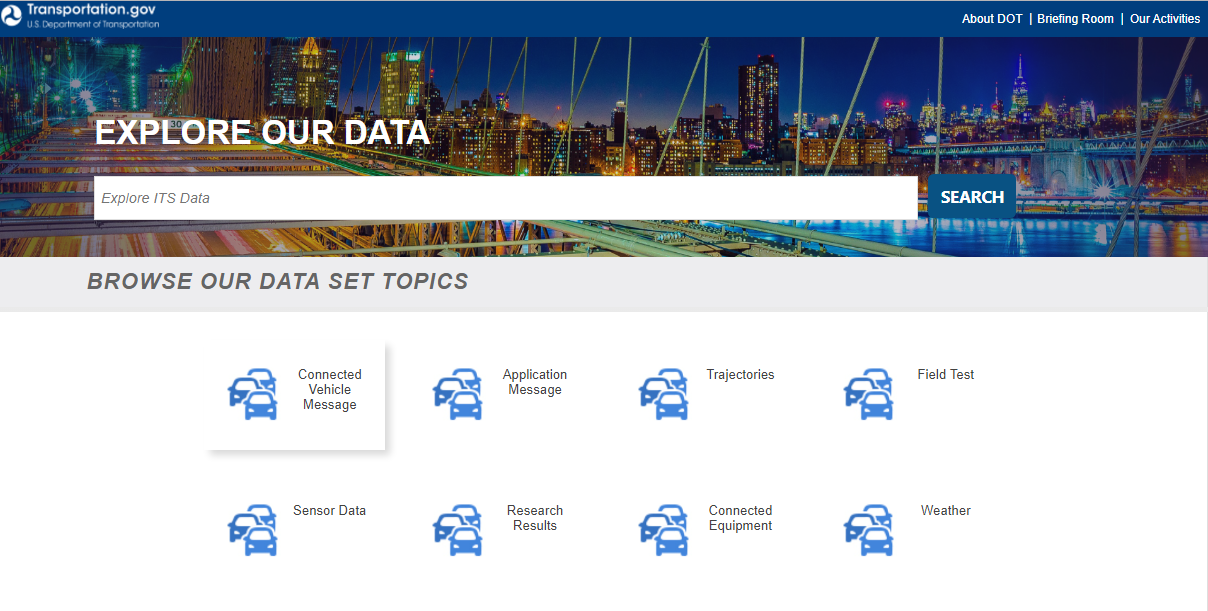 Transportation.gov
U.S. Department of Transportation
About DOT | Briefing Room | Our Activities
30
EXPLORE OUR DATA
Explore ITS Data
SEARCH
BROWSE OUR DATA SET TOPICS
Connected
Vehicle
Message
Application
Message
Trajectories
Field Test
Sensor Data
Research
Results
Connected
Equipment
Weather